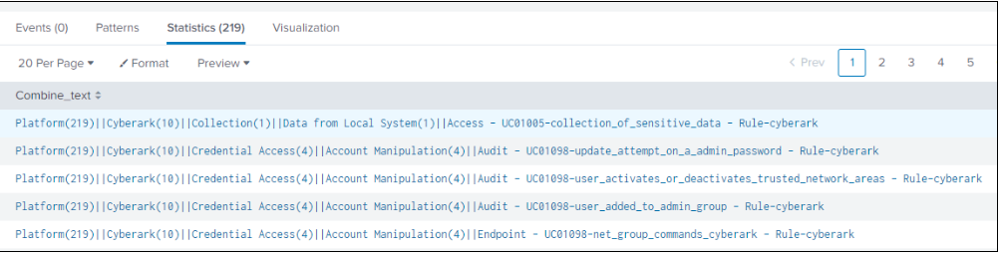 Events (0) Patterns Statistics (219) Visualization
20 Per Page Format Preview < Prev 1 2 3 4 5
Combine_text
Platform(219)||Cyberark(10)||Collection(1)||Data from Local System(1)||Access - UC01005-collection_of_sensitive_data - Rule-cyberark
Platform(219)||Cyberark(10)||Credential Access(4)||Account Manipulation(4)||Audit - UC01098-update_attempt_on_a_admin_password - Rule-cyberark
Platform(219)||Cyberark(10)||Credential Access(4)||Account Manipulation(4)||Audit - UC01098-user_activates_or_deactivates_trusted_network_areas - Rule-cyberark
Platform(219)||Cyberark(10)||Credential Access(4)||Account Manipulation(4)||Audit - UC01098-user_added_to_admin_group - Rule-cyberark
Platform(219)||Cyberark(10)||Credential Access(4)||Account Manipulation(4)||Endpoint - UC01098-net_group_commands_cyberark - Rule-cyberark